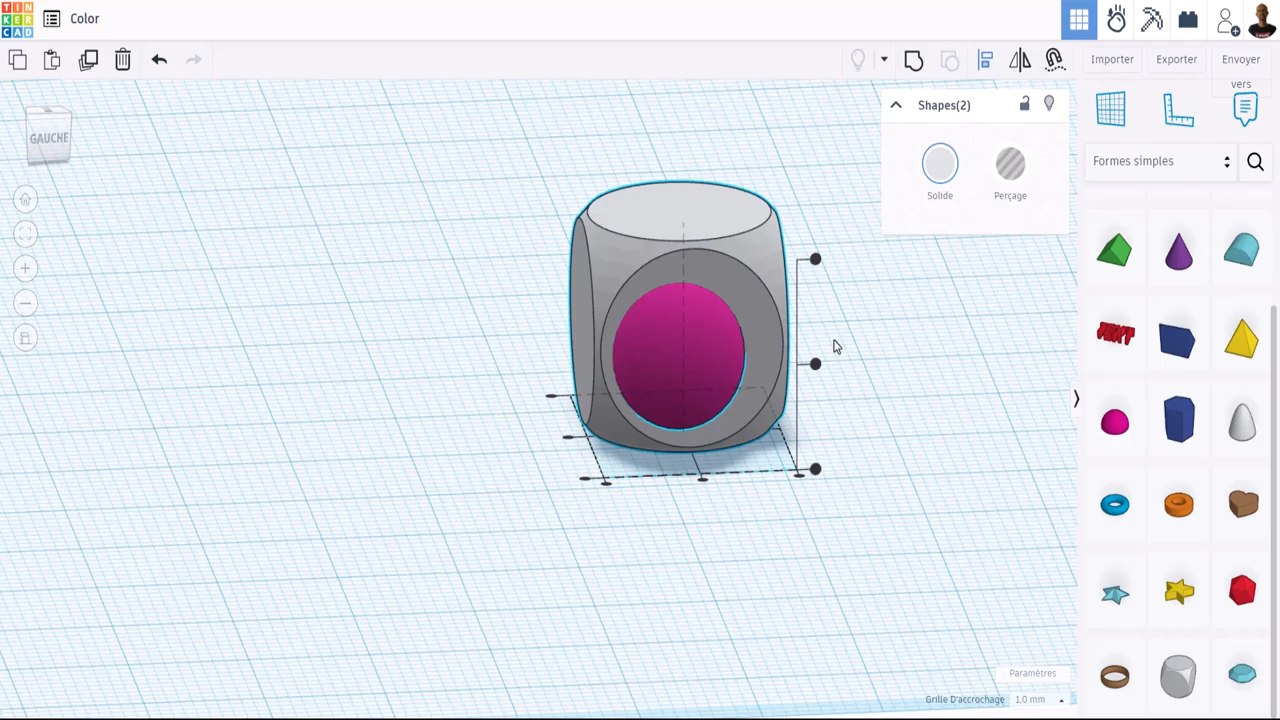 TIN
KER
CAD
Color
Importer
Exporter
Envoyer
vers
GAUCHE
Shapes(2)
Solide
Perçage
Formes simples
Paramètres
Grille D'accrochage 1,0 mm